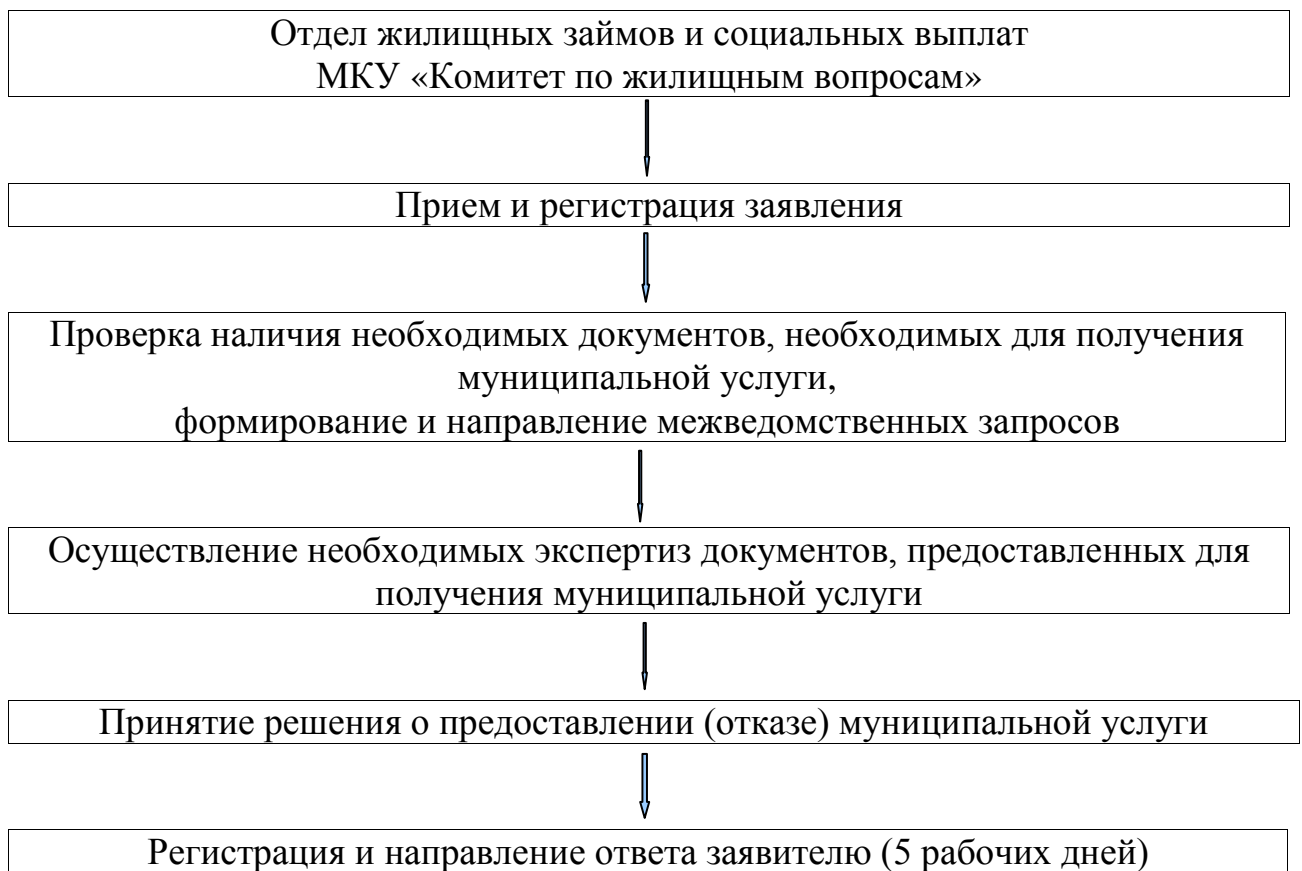 Отдел жилищных займов и социальных выплат
МКУ «Комитет по жилищным вопросам»
Прием и регистрация заявления
Проверка наличия необходимых документов, необходимых для получения
муниципальной услуги,
формирование и направление межведомственных запросов
Осуществление необходимых экспертиз документов, предоставленных для
получения муниципальной услуги
Принятие решения о предоставлении (отказе) муниципальной услуги
Регистрация и направление ответа заявителю (5 рабочих дней)